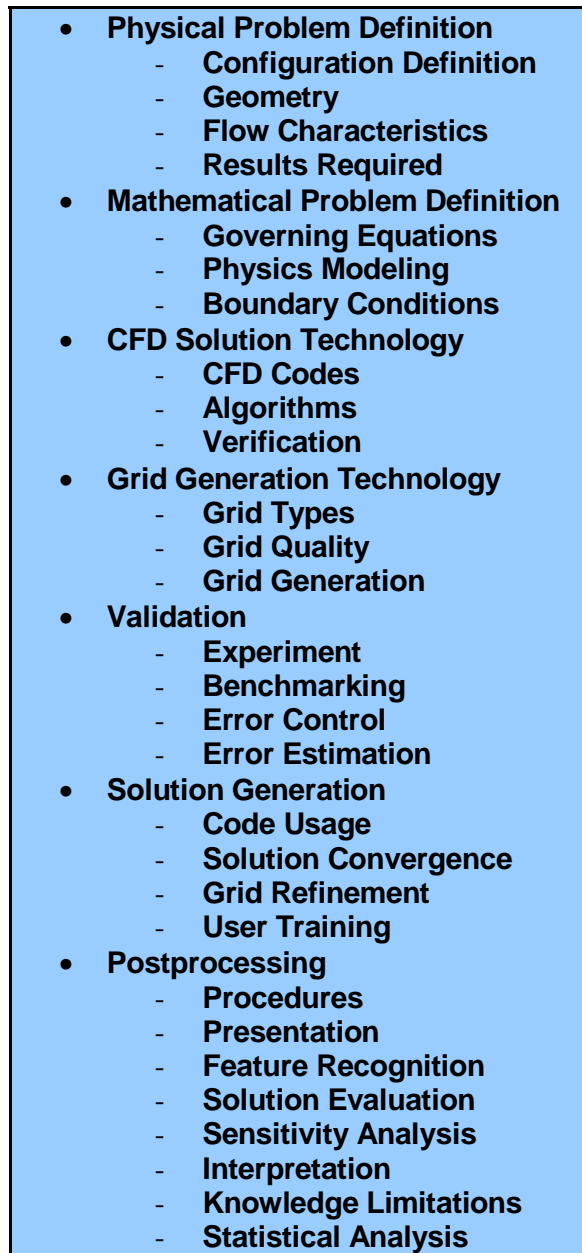 • Physical Problem Definition
- Configuration Definition
- Geometry
- Flow Characteristics
- Results Required
• Mathematical Problem Definition
- Governing Equations
- Physics Modeling
- Boundary Conditions
• CFD Solution Technology
- CFD Codes
- Algorithms
- Verification
• Grid Generation Technology
- Grid Types
- Grid Quality
- Grid Generation
• Validation
- Experiment
- Benchmarking
- Error Control
- Error Estimation
• Solution Generation
- Code Usage
- Solution Convergence
- Grid Refinement
- User Training
• Postprocessing
- Procedures
- Presentation
- Feature Recognition
- Solution Evaluation
- Sensitivity Analysis
- Interpretation
- Knowledge Limitations
- Statistical Analysis